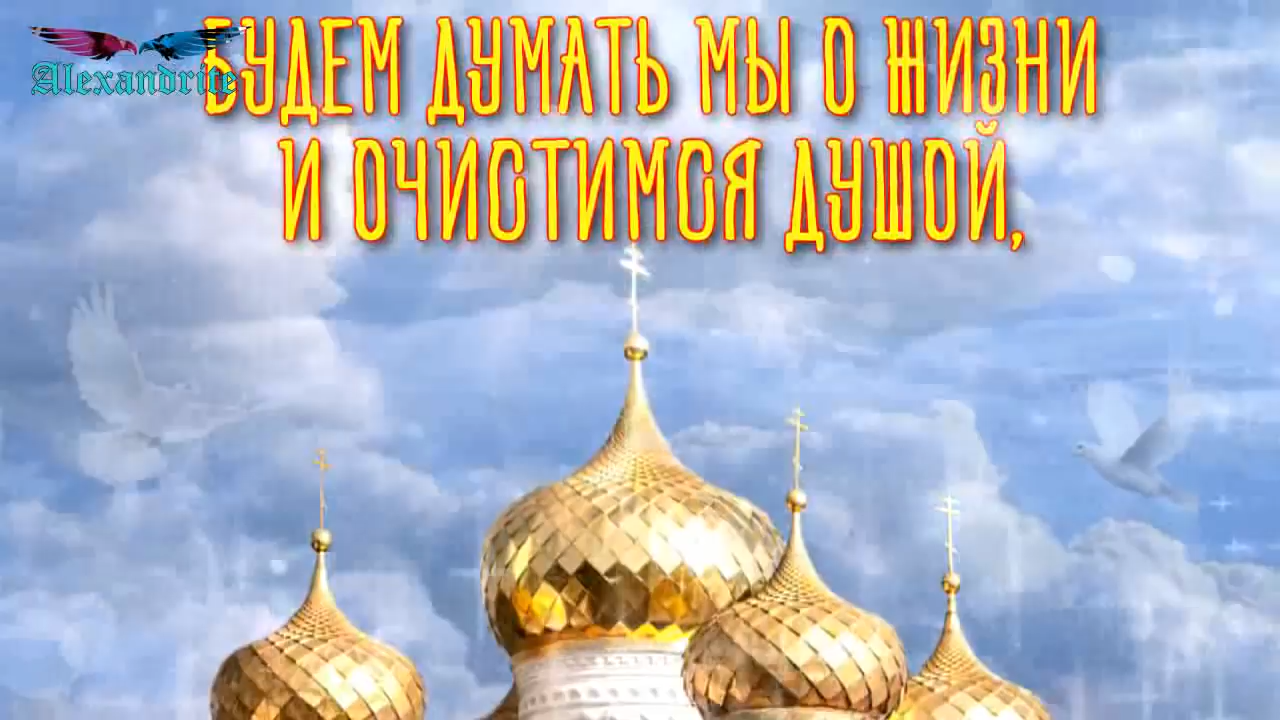 Alexandrite
БУДЕМ ДУМАТЬ МЫ О ЖИЗНИ
И ОЧИСТИМСЯ ДУШОЙ,